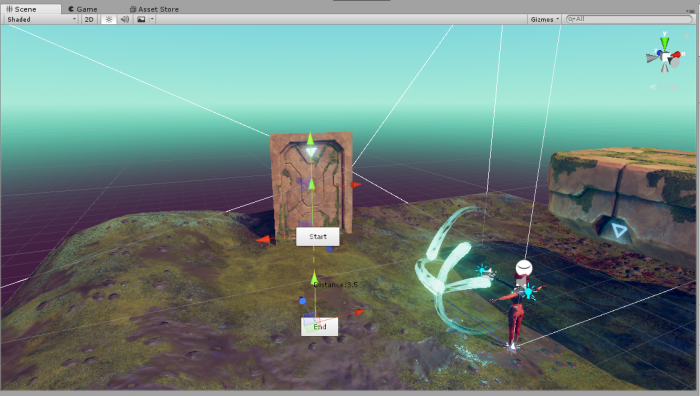 Scene Game Asset Store
Shaded 2D Gizmos All
Start
Distance:3.5
End